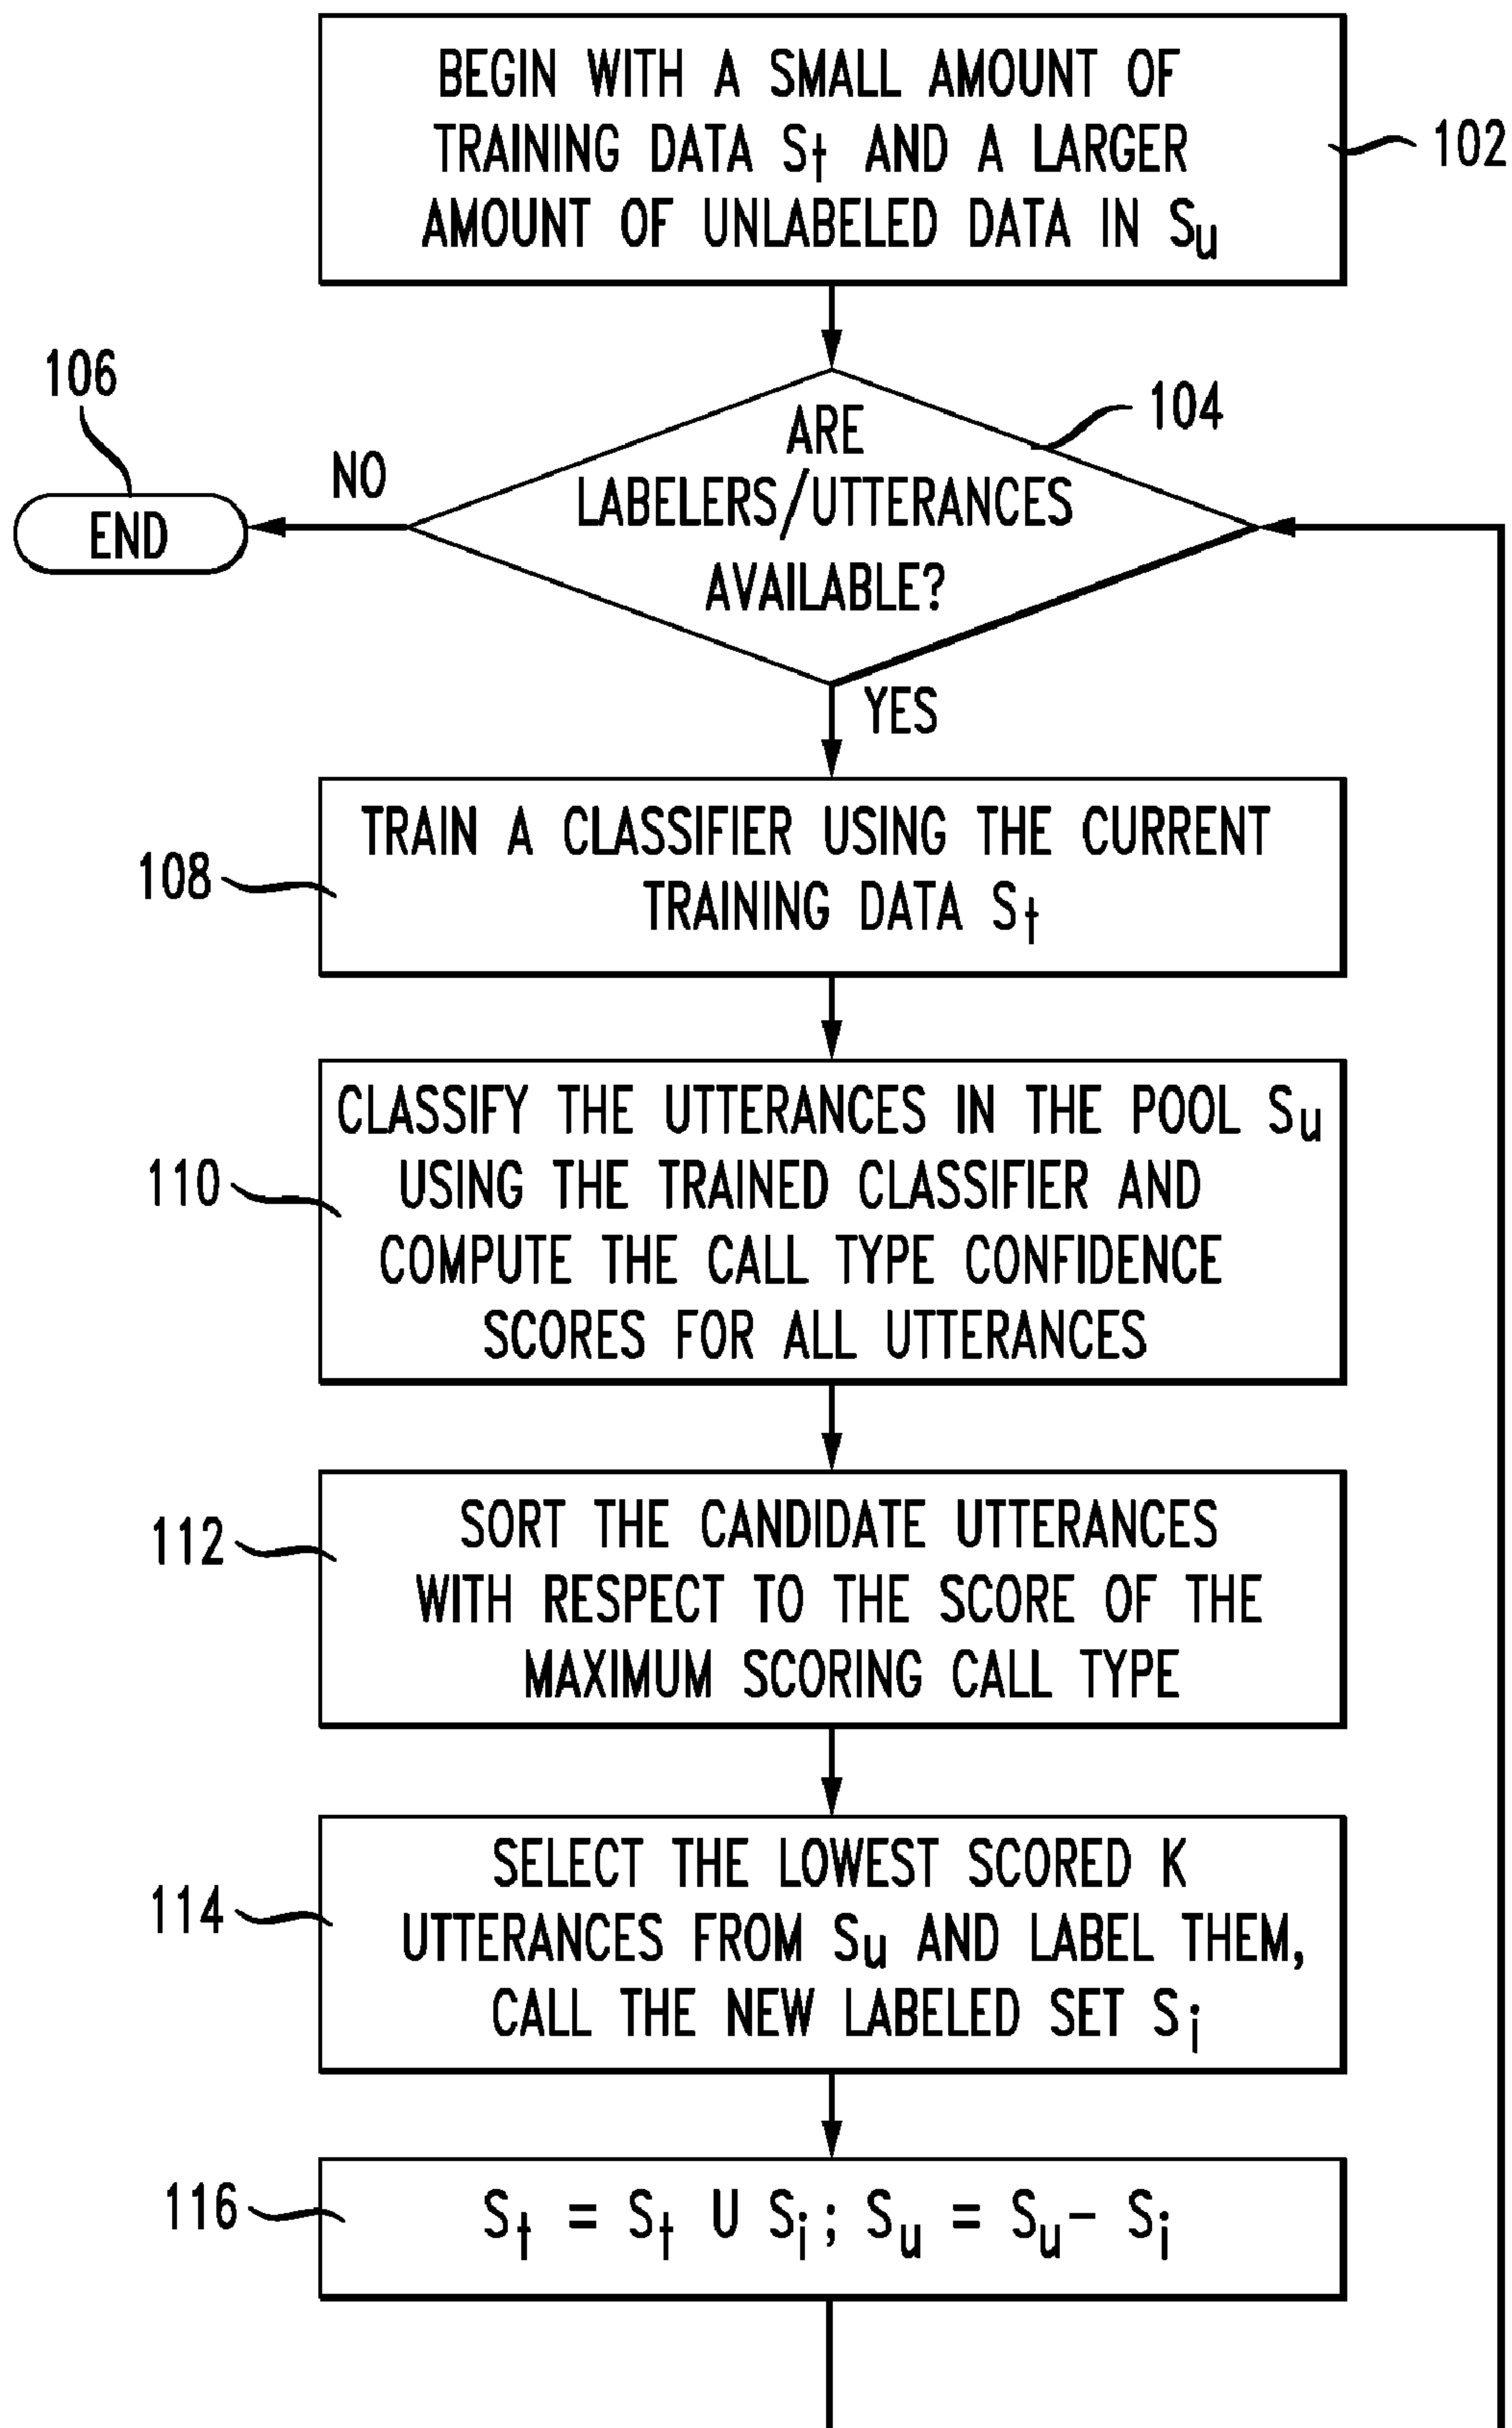 BEGIN WITH A SMALL AMOUNT OF
TRAINING DATA St AND A LARGER
AMOUNT OF UNLABELED DATA IN Su
102
106
104
ARE
LABELERS/UTTERANCES
AVAILABLE?
NO
END
YES
TRAIN A CLASSIFIER USING THE CURRENT
TRAINING DATA St
108
CLASSIFY THE UTTERANCES IN THE POOL Su
USING THE TRAINED CLASSIFIER AND
COMPUTE THE CALL TYPE CONFIDENCE
SCORES FOR ALL UTTERANCES
110
SORT THE CANDIDATE UTTERANCES
WITH RESPECT TO THE SCORE OF THE
MAXIMUM SCORING CALL TYPE
112
SELECT THE LOWEST SCORED K
UTTERANCES FROM Su AND LABEL THEM,
CALL THE NEW LABELED SET Si
114
St = St U Si; Su = Su - Si
116